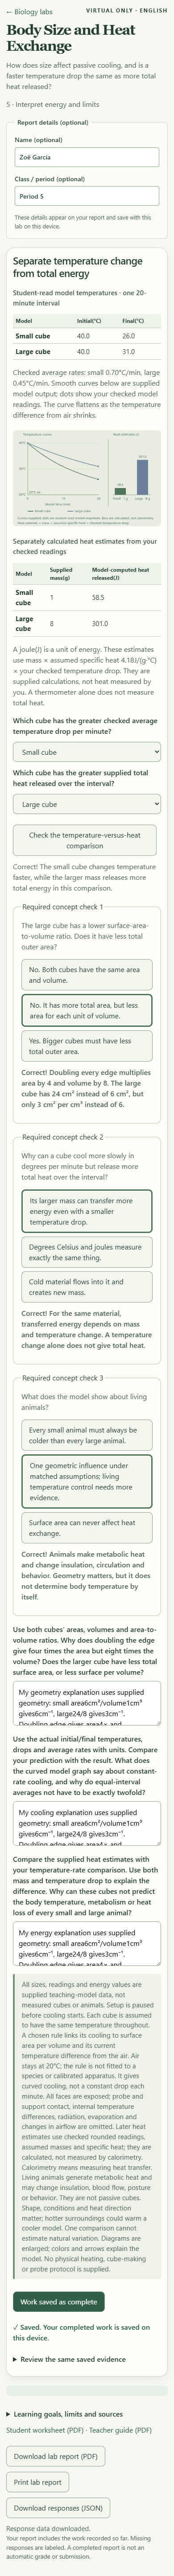 ← Biology labs
VIRTUAL ONLY · ENGLISH
Body Size and Heat
Exchange
How does size affect passive cooling, and is a
faster temperature drop the same as more total
heat released?
5 · Interpret energy and limits
Report details (optional)
Name (optional)
Zoë García
Class / period (optional)
Period 5
These details appear on your report and save with this
lab on this device.
Separate temperature change
from total energy
Student-read model temperatures · one 20-
minute interval
Model Initial(°C) Final(°C)
Small cube 40.0 26.0
Large cube 40.0 31.0
Checked average rates: small 0.70°C/min, large
0.45°C/min. Smooth curves below are supplied
model output; dots show your checked model
readings. The curve flattens as the temperature
difference from air shrinks.
Separately calculated heat estimates from your
checked readings
Model Supplied mass(g) Model-computed heat released(J)
Small cube 1 58.5
Large cube 8 301.0
A joule(J) is a unit of energy. These estimates
use mass × assumed specific heat 4.18J/(g·°C)
× your checked temperature drop. They are
supplied calculations, not heat measured by
you. A thermometer alone does not measure
total heat.
Which cube has the greater checked average
temperature drop per minute?
Small cube
Which cube has the greater supplied total
heat released over the interval?
Large cube
Check the temperature-versus-heat
comparison
Correct! The small cube changes temperature
faster, while the larger mass releases more
total energy in this comparison.
Required concept check 1
The large cube has a lower surface-area-
to-volume ratio. Does it have less total
outer area?
No. Both cubes have the same area
and volume.
No. It has more total area, but less
area for each unit of volume.
Yes. Bigger cubes must have less
total outer area.
Correct! Doubling every edge multiplies
area by 4 and volume by 8. The large
cube has 24 cm² instead of 6 cm², but
only 3 cm² per cm³ instead of 6.
Required concept check 2
Why can a cube cool more slowly in
degrees per minute but release more
total heat over the interval?
Its larger mass can transfer more
energy even with a smaller
temperature drop.
Degrees Celsius and joules measure
exactly the same thing.
Cold material flows into it and
creates new mass.
Correct! For the same material,
transferred energy depends on mass
and temperature change. A temperature
change alone does not give total heat.
Required concept check 3
What does the model show about living
animals?
Every small animal must always be
colder than every large animal.
One geometric influence under
matched assumptions; living
temperature control needs more
evidence.
Surface area can never affect heat
exchange.
Correct! Animals make metabolic heat
and change insulation, circulation and
behavior. Geometry matters, but it does
not determine body temperature by
itself.
Use both cubes' areas, volumes and area-to-
volume ratios. Why does doubling the edge
give four times the area but eight times the
volume? Does the larger cube have less total
surface area, or less surface per volume?
My geometry explanation uses supplied
geometry: small area6cm²/volume1cm³
gives6cm⁻¹, large24/8 gives3cm⁻¹.
Doubling edge gives area4x and
Use the actual initial/final temperatures,
drops and average rates with units. Compare
your prediction with the result. What does
the curved model graph say about constant-
rate cooling, and why do equal-interval
averages not have to be exactly twofold?
My cooling explanation uses supplied
geometry: small area6cm²/volume1cm³
gives6cm⁻¹, large24/8 gives3cm⁻¹.
Doubling edge gives area4x and
Compare the supplied heat estimates with
your temperature-rate comparison. Use both
mass and temperature drop to explain the
difference. Why can these cubes not predict
the body temperature, metabolism or heat
loss of every small and large animal?
My energy explanation uses supplied
geometry: small area6cm²/volume1cm³
gives6cm⁻¹, large24/8 gives3cm⁻¹.
Doubling edge gives area4x and
All sizes, readings and energy values are
supplied teaching-model data, not
measured cubes or animals. Setup is paused
before cooling starts. Each cube is assumed
to have the same temperature throughout.
A chosen rule links its cooling to surface
area per volume and its current
temperature difference from the air. Air
stays at 20°C; the rule is not fitted to a
species or calibrated apparatus. It gives
curved cooling, not a constant drop each
minute. All faces are exposed; probe and
support contact, internal temperature
differences, radiation, evaporation and
changes in airflow are omitted. Later heat
estimates use checked rounded readings,
assumed masses and specific heat; they are
calculated, not measured by calorimetry.
Calorimetry means measuring heat transfer.
Living animals generate metabolic heat and
may change insulation, blood flow, posture
or behavior. They are not passive cubes.
Shape, conditions and heat direction
matter; hotter surroundings could warm a
cooler model. One comparison cannot
estimate natural variation. Diagrams are
enlarged; colors and arrows explain the
model. No physical heating, cube-making
or probe protocol is supplied.
Work saved as complete
✓ Saved. Your completed work is saved on
this device.
▶ Review the same saved evidence
▶ Learning goals, limits and sources
Student worksheet (PDF) · Teacher guide (PDF)
Download lab report (PDF)
Print lab report
Download responses (JSON)
Response data downloaded.
Your report includes the work recorded so far. Missing
responses are labeled. A completed report is not an
automatic grade or submission.